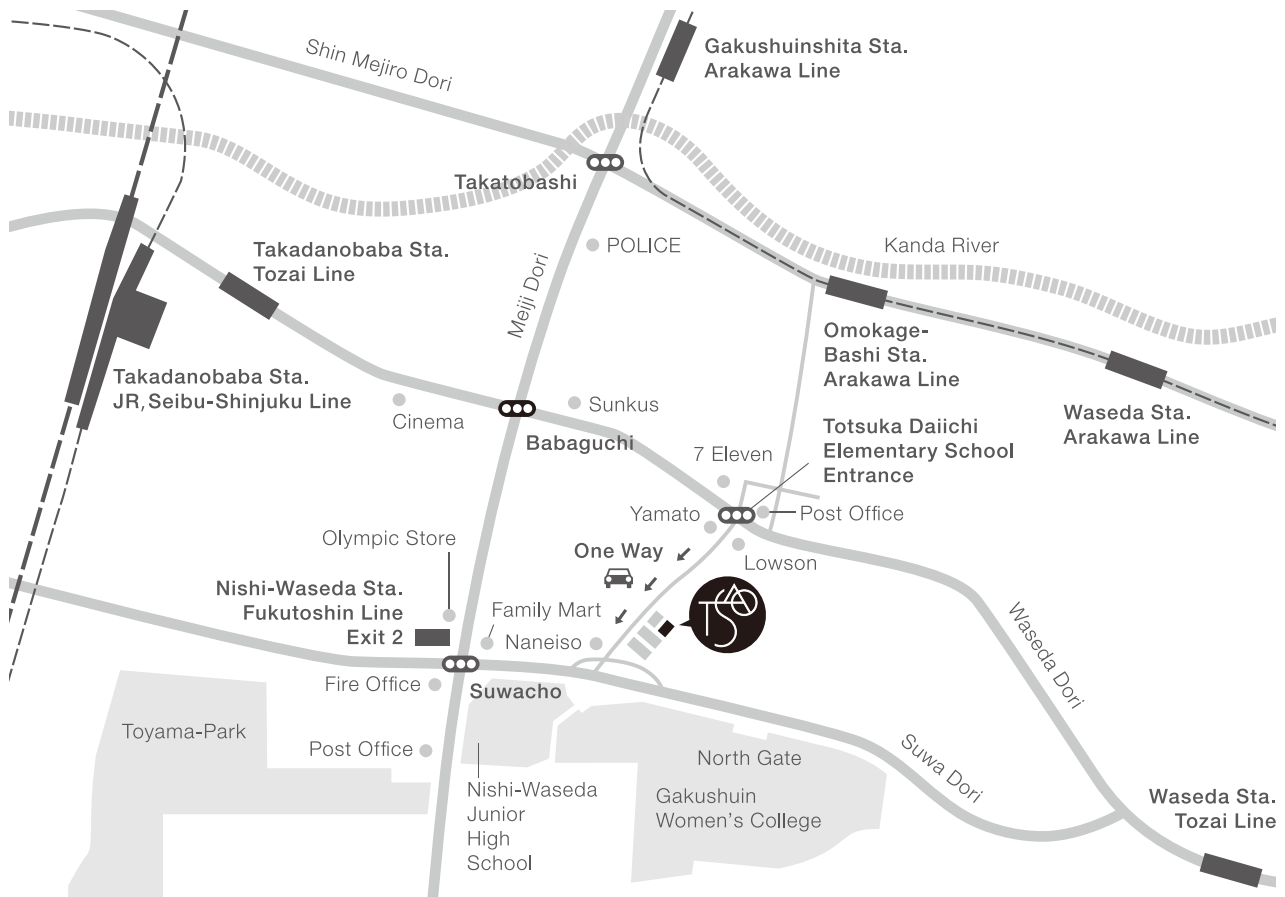 Shin Mejiro Dori
Gakushuinshita Sta.
Arakawa Line
Takatobashi
POLICE
Kanda River
Takadanobaba Sta.
Tozai Line
Meiji Dori
Omokage-
Bashi Sta.
Arakawa Line
Takadanobaba Sta.
JR, Seibu-Shinjuku Line
Cinema
Sunkus
Babaguchi
Waseda Sta.
Arakawa Line
Totsuka Daiichi
Elementary School
Entrance
7 Eleven
Yamato
Post Office
Olympic Store
One Way
Lowson
Nishi-Waseda Sta.
Fukutoshin Line
Exit 2
Family Mart
Naneiso
Waseda Dori
Fire Office
Suwacho
Toyama-Park
Post Office
North Gate
Suwa Dori
Nishi-Waseda
Junior
High
School
Gakushuin
Women's College
Waseda Sta.
Tozai Line